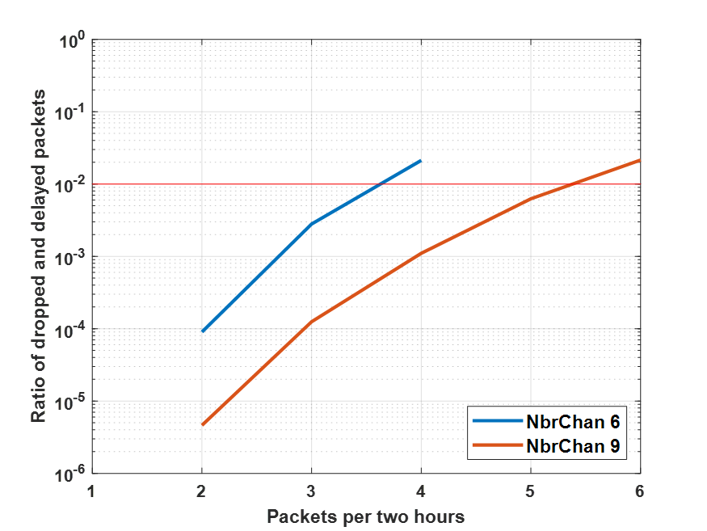 Ratio of dropped and delayed packets
10^0
10^-1
10^-2
10^-3
10^-4
10^-5
10^-6
1 2 3 4 5 6
Packets per two hours
NbrChan 6
NbrChan 9